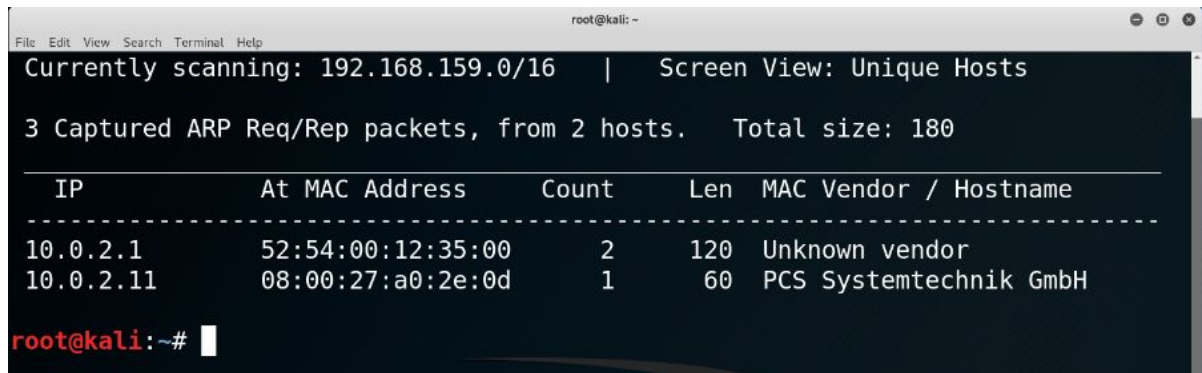 root@kali: ~
File Edit View Search Terminal Help
Currently scanning: 192.168.159.0/16 | Screen View: Unique Hosts
3 Captured ARP Req/Rep packets, from 2 hosts. Total size: 180
IP At MAC Address Count Len MAC Vendor / Hostname
-----------------------------------------------------------------------------
10.0.2.1 52:54:00:12:35:00 2 120 Unknown vendor
10.0.2.11 08:00:27:a0:2e:0d 1 60 PCS Systemtechnik GmbH
root@kali:~#